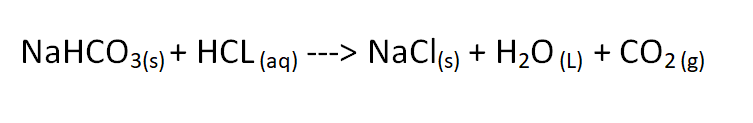 NaHCO3(s) + HCL (aq) ---> NaCl(s) + H2O (L) + CO2 (g)